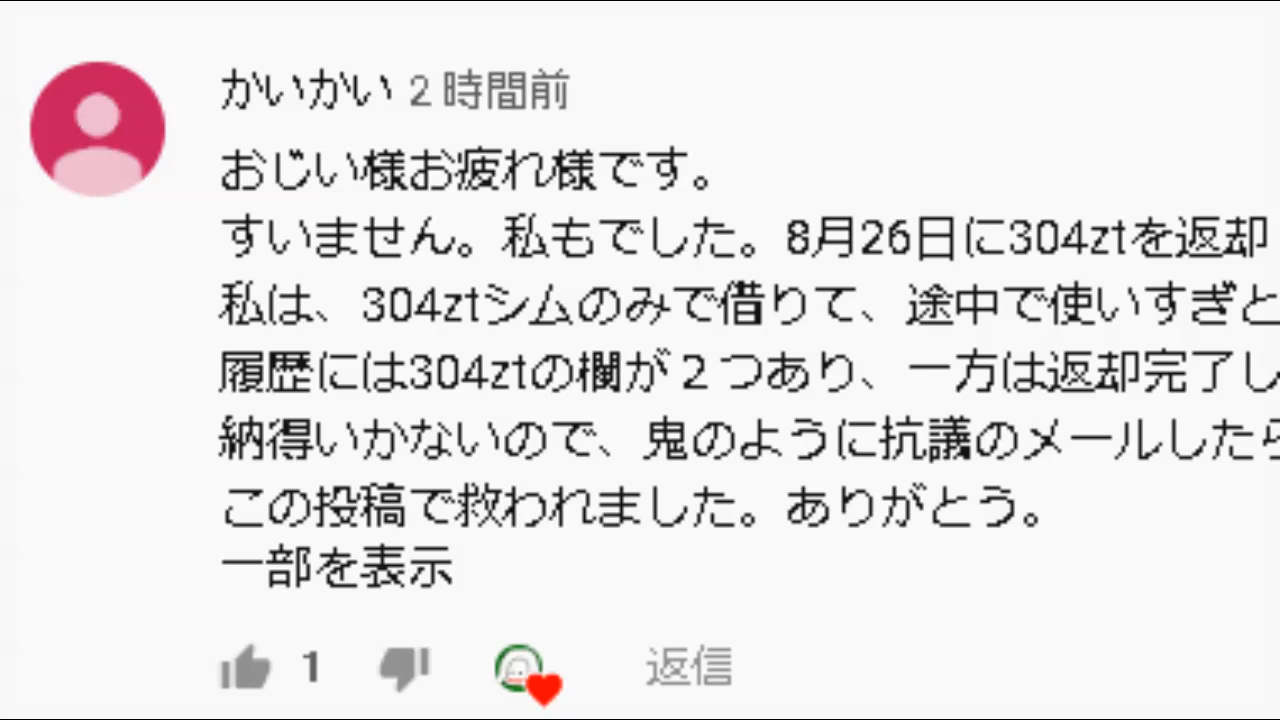 かいかい 2 時間前
おじい様お疲れ様です。
すいません。私もでした。8月26日に304ztを返却
私は、304ztシムのみで借りて、途中で使いすぎと
履歴には304ztの欄が２つあり、一方は返却完了し
納得いかないので、鬼のように抗議のメールしたら
この投稿で救われました。ありがとう。
一部を表示
1 返信